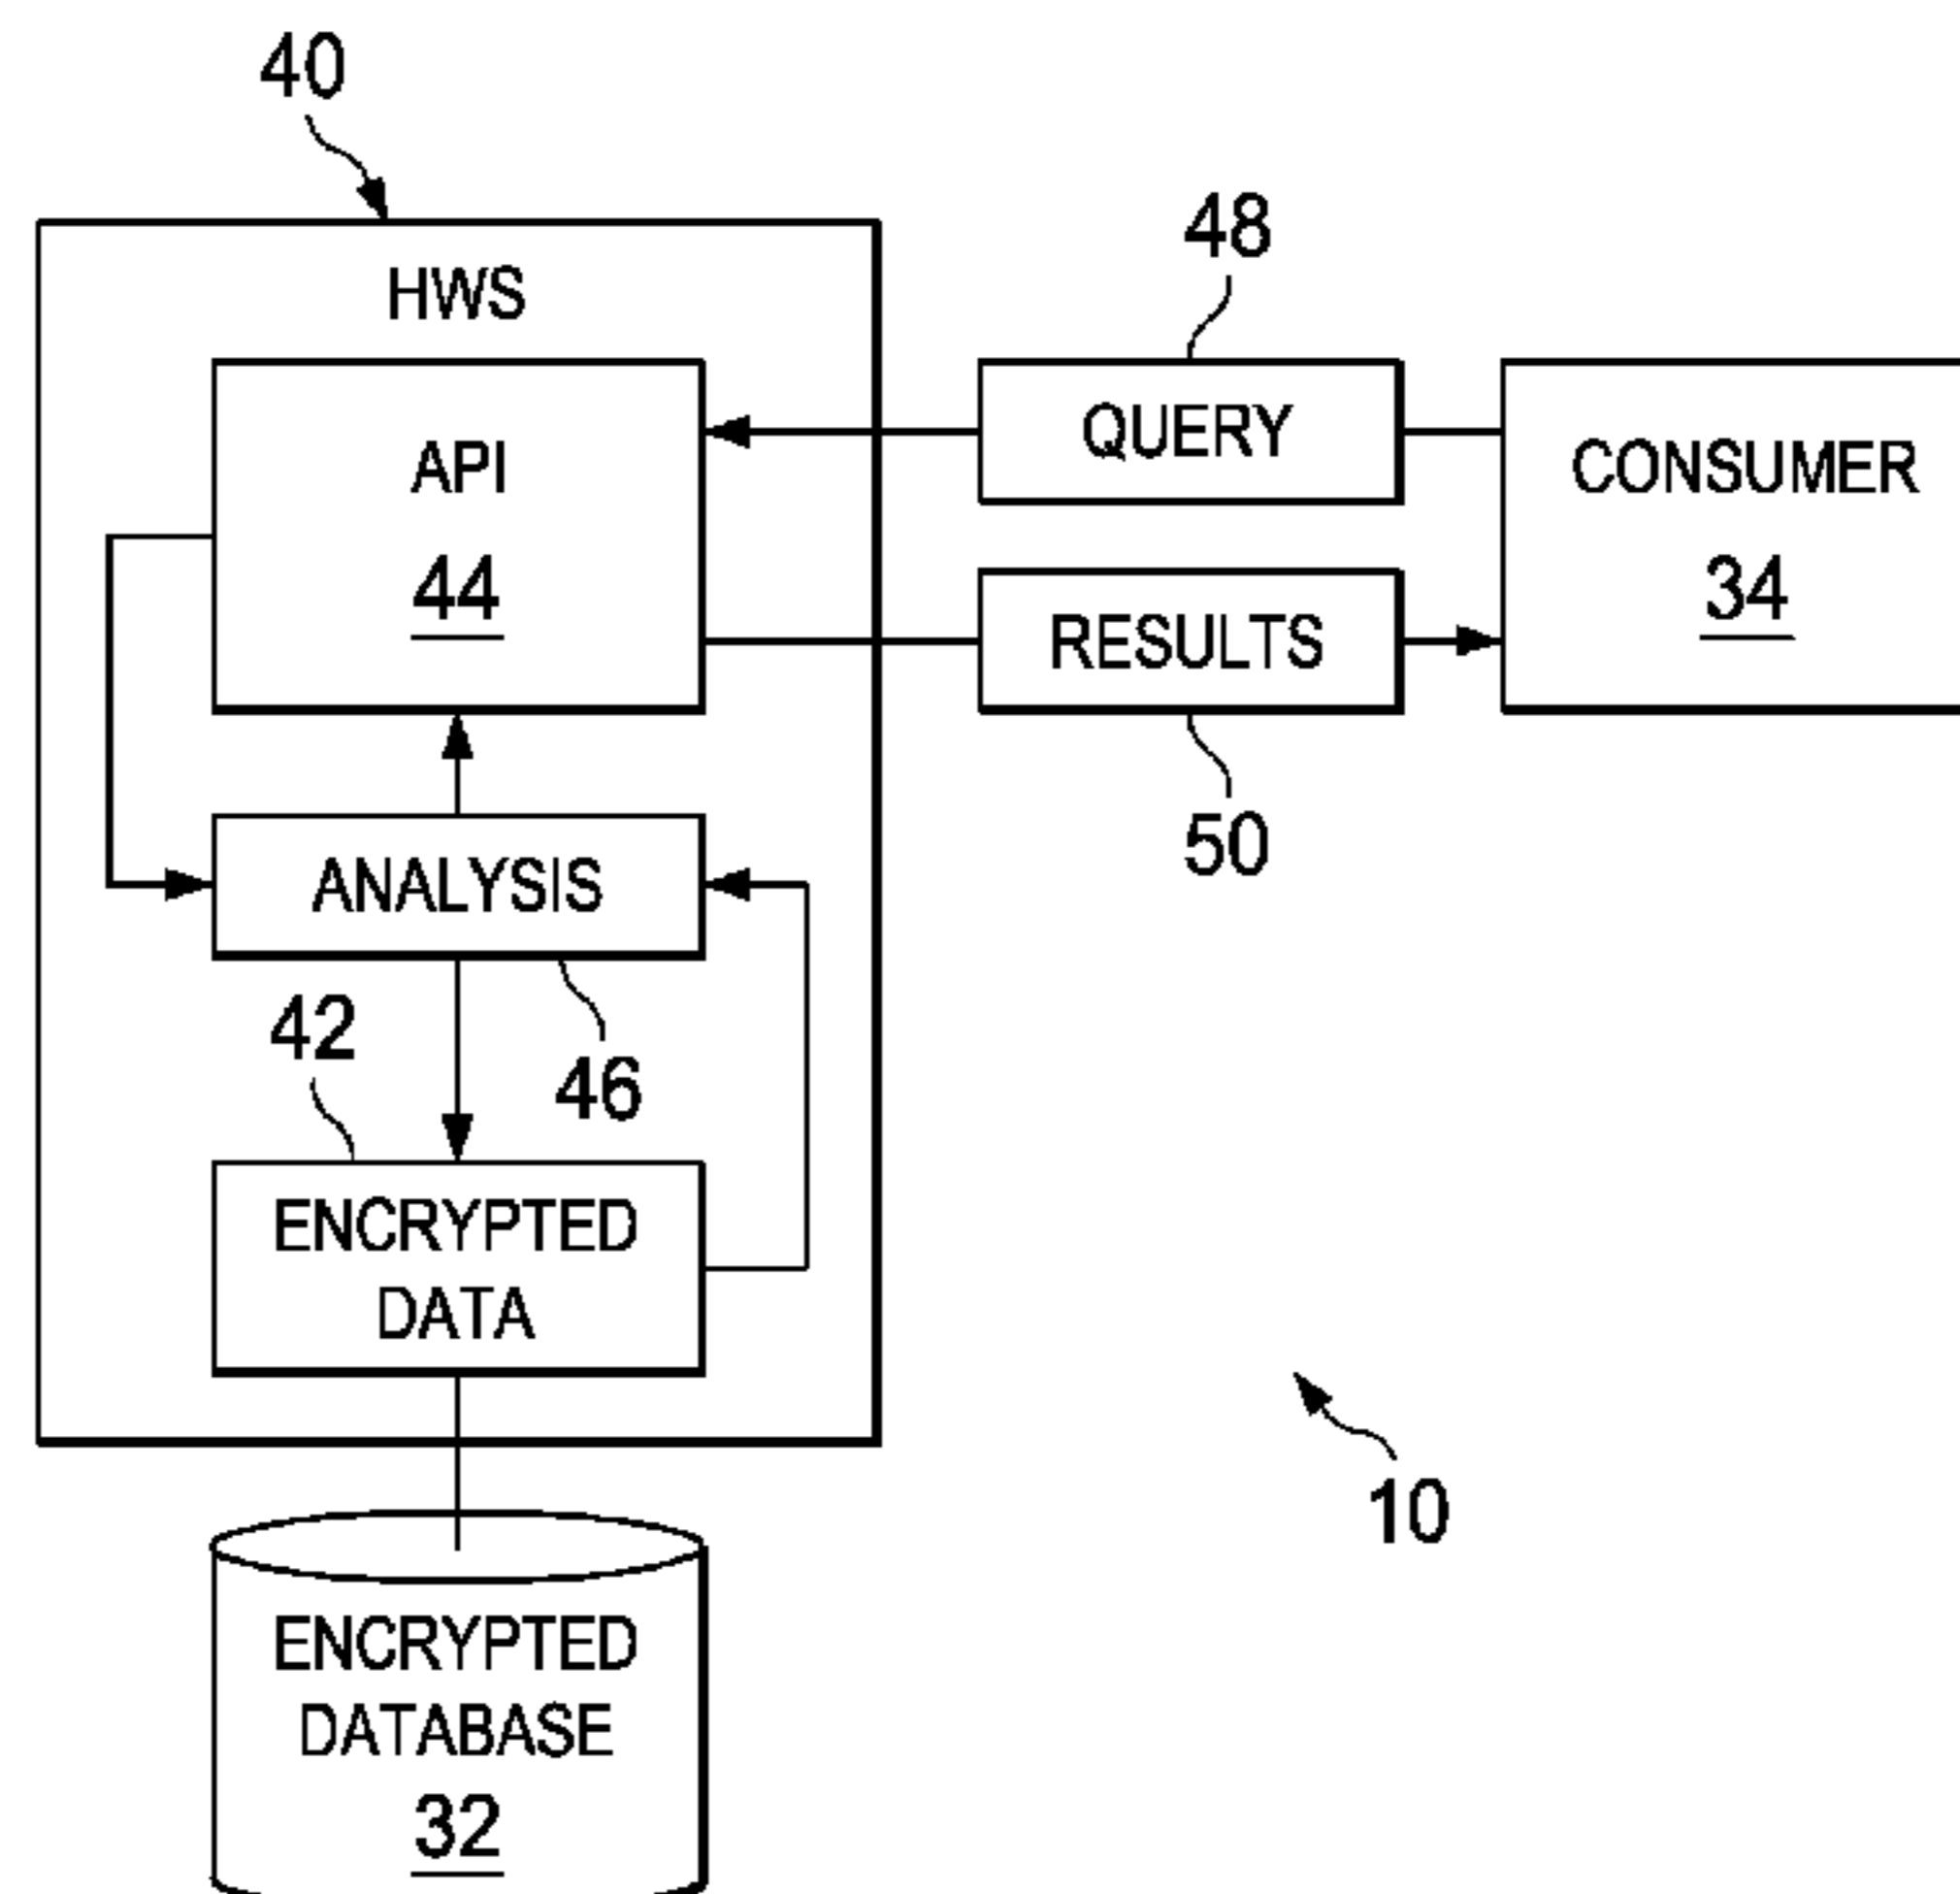 40
HWS
48
API
44
QUERY
CONSUMER
34
RESULTS
50
ANALYSIS
42
46
ENCRYPTED
DATA
10
ENCRYPTED
DATABASE
32